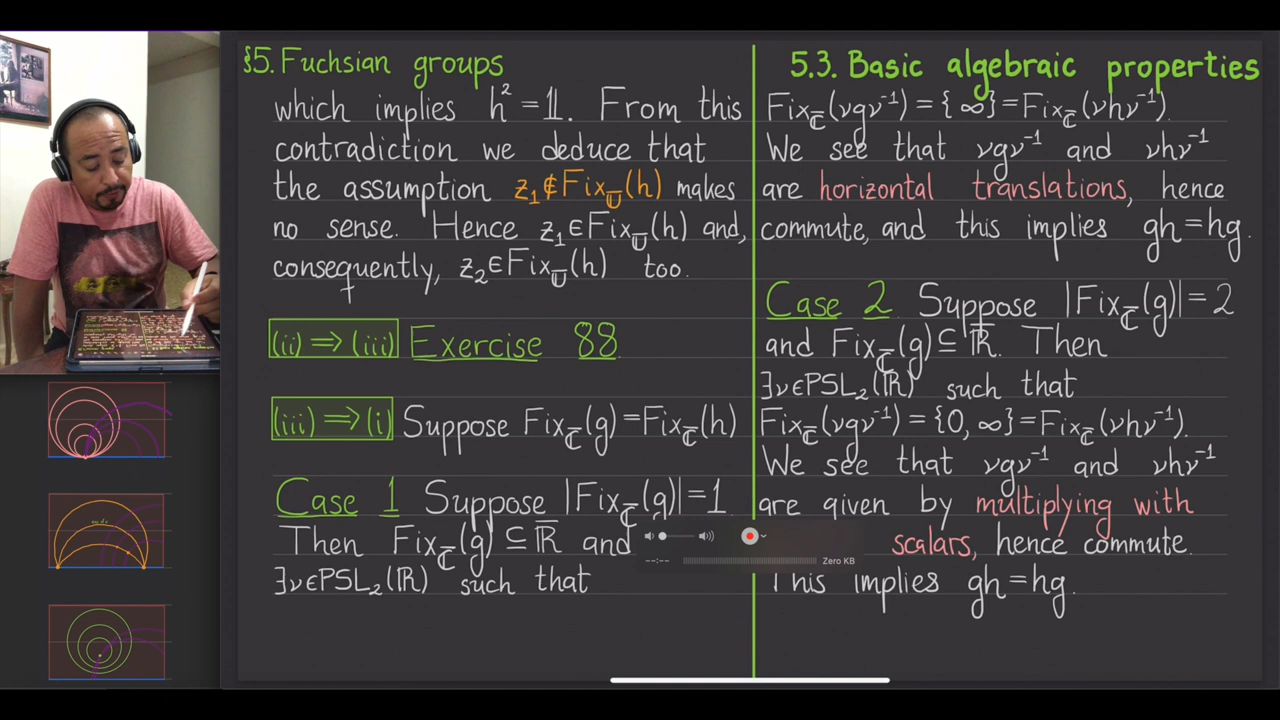 §5. Fuchsian groups
which implies h² = 1. From this
contradiction we deduce that
the assumption z₁∉Fix_U̅(h) makes
no sense. Hence z₁∈Fix_U̅(h) and,
consequently, z₂∈Fix_U̅(h) too.
(ii) ⟹ (iii) Exercise 88.
(iii) ⟹ (i) Suppose Fix_ℂ̅(g)=Fix_ℂ̅(h)
Case 1 Suppose |Fix_ℂ̅(g)|=1
Then Fix_ℂ̅(g) ⊆ ℝ̅ and
∃ν∈PSL₂(ℝ) such that
5.3. Basic algebraic properties
Fix_ℂ̅(νgν⁻¹) = {∞} = Fix_ℂ̅(νhν⁻¹).
We see that νgν⁻¹ and νhν⁻¹
are horizontal translations, hence
commute, and this implies gh=hg.
Case 2 Suppose |Fix_ℂ̅(g)|=2
and Fix_ℂ̅(g)⊆ℝ̅. Then
∃ν∈PSL₂(ℝ) such that
Fix_ℂ̅(νgν⁻¹) = {0, ∞} = Fix_ℂ̅(νhν⁻¹).
We see that νgν⁻¹ and νhν⁻¹
are given by multiplying with
scalars, hence commute.
This implies gh=hg.
--:--
Zero KB